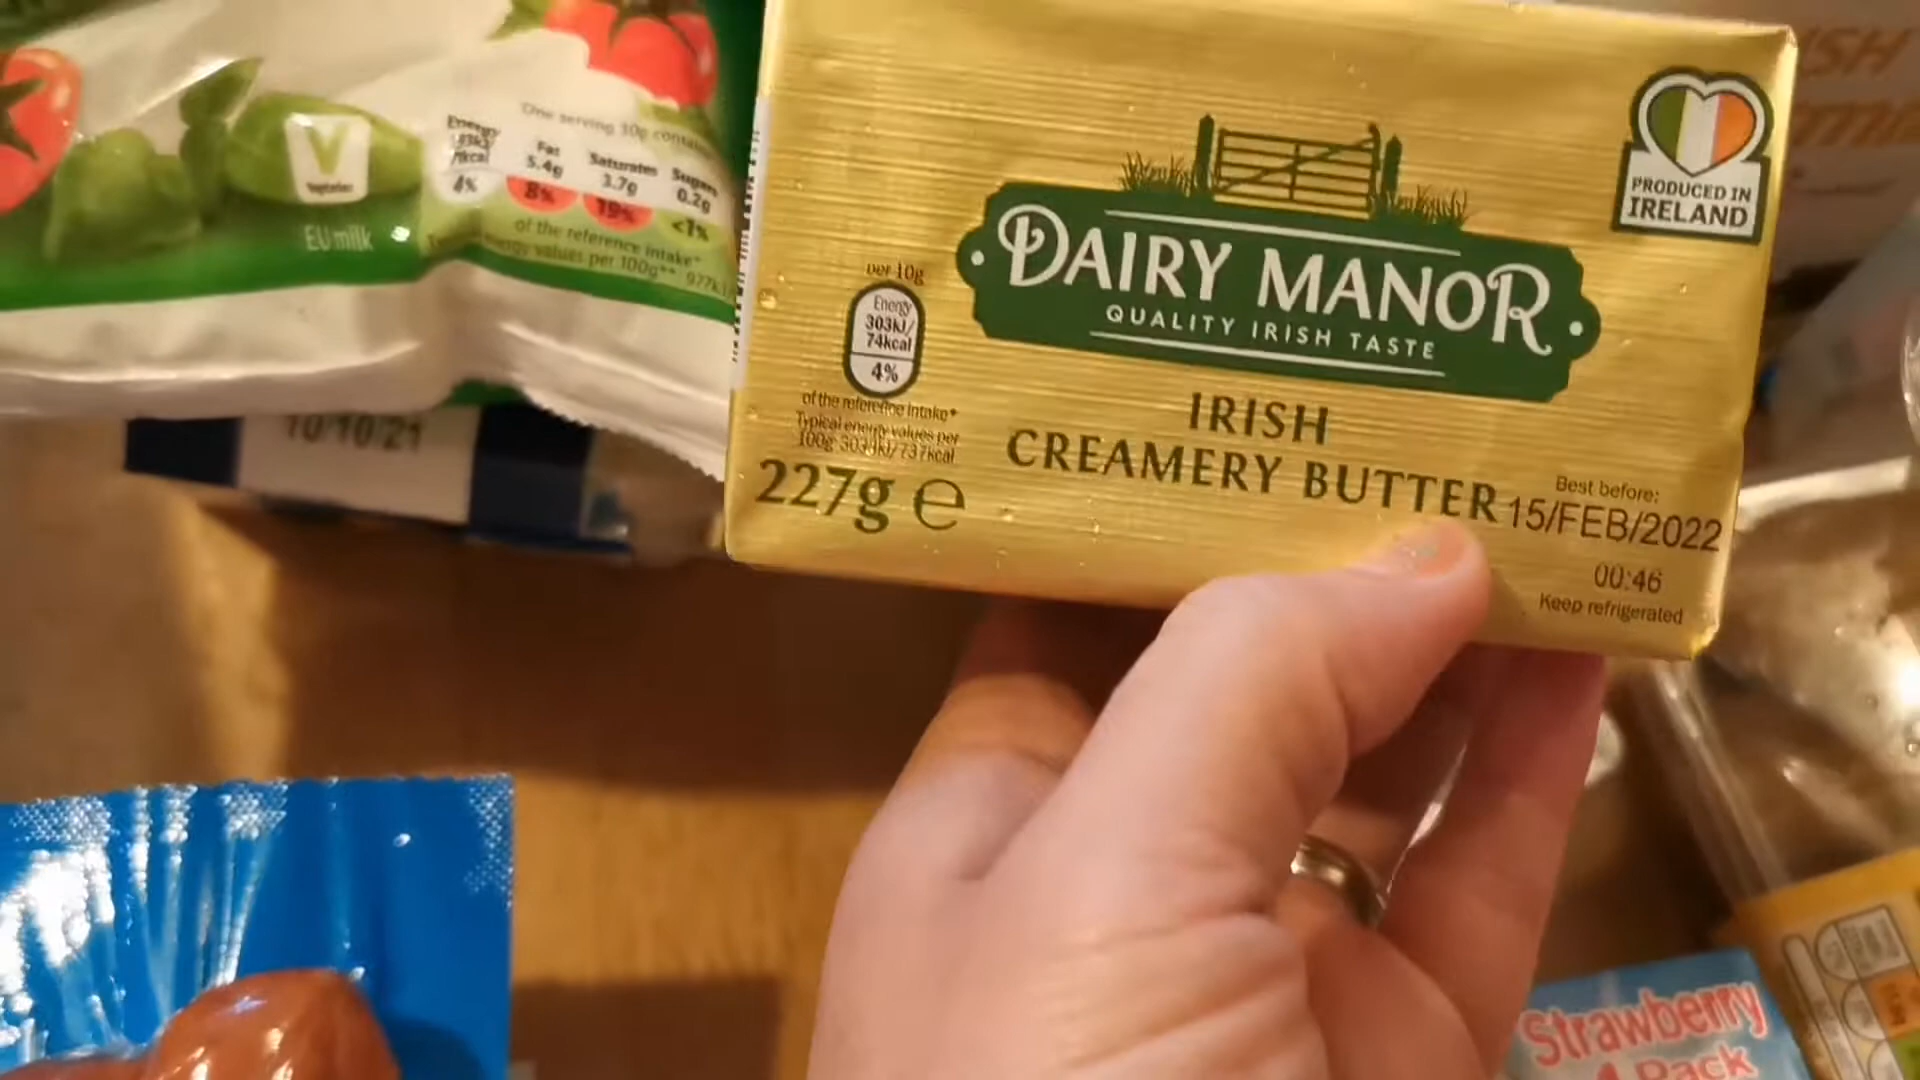 One serving 30g contains
Energy
Fat
5.4g
8%
Saturates
3.7g
19%
Sugars
0.2g
<1%
4%
V
Vegetarian
EU milk
of the reference intake*
energy values per 100g**
10/10/21
PRODUCED IN
IRELAND
DAIRY MANOR
QUALITY IRISH TASTE
IRISH
CREAMERY BUTTER
per 10g
Energy
303kJ/
74kcal
4%
of the reference intake*
Typical energy values per
100g: 3034kJ/737kcal
227g e
Best before:
15/FEB/2022
00:46
Keep refrigerated
Strawberry
4 Pack